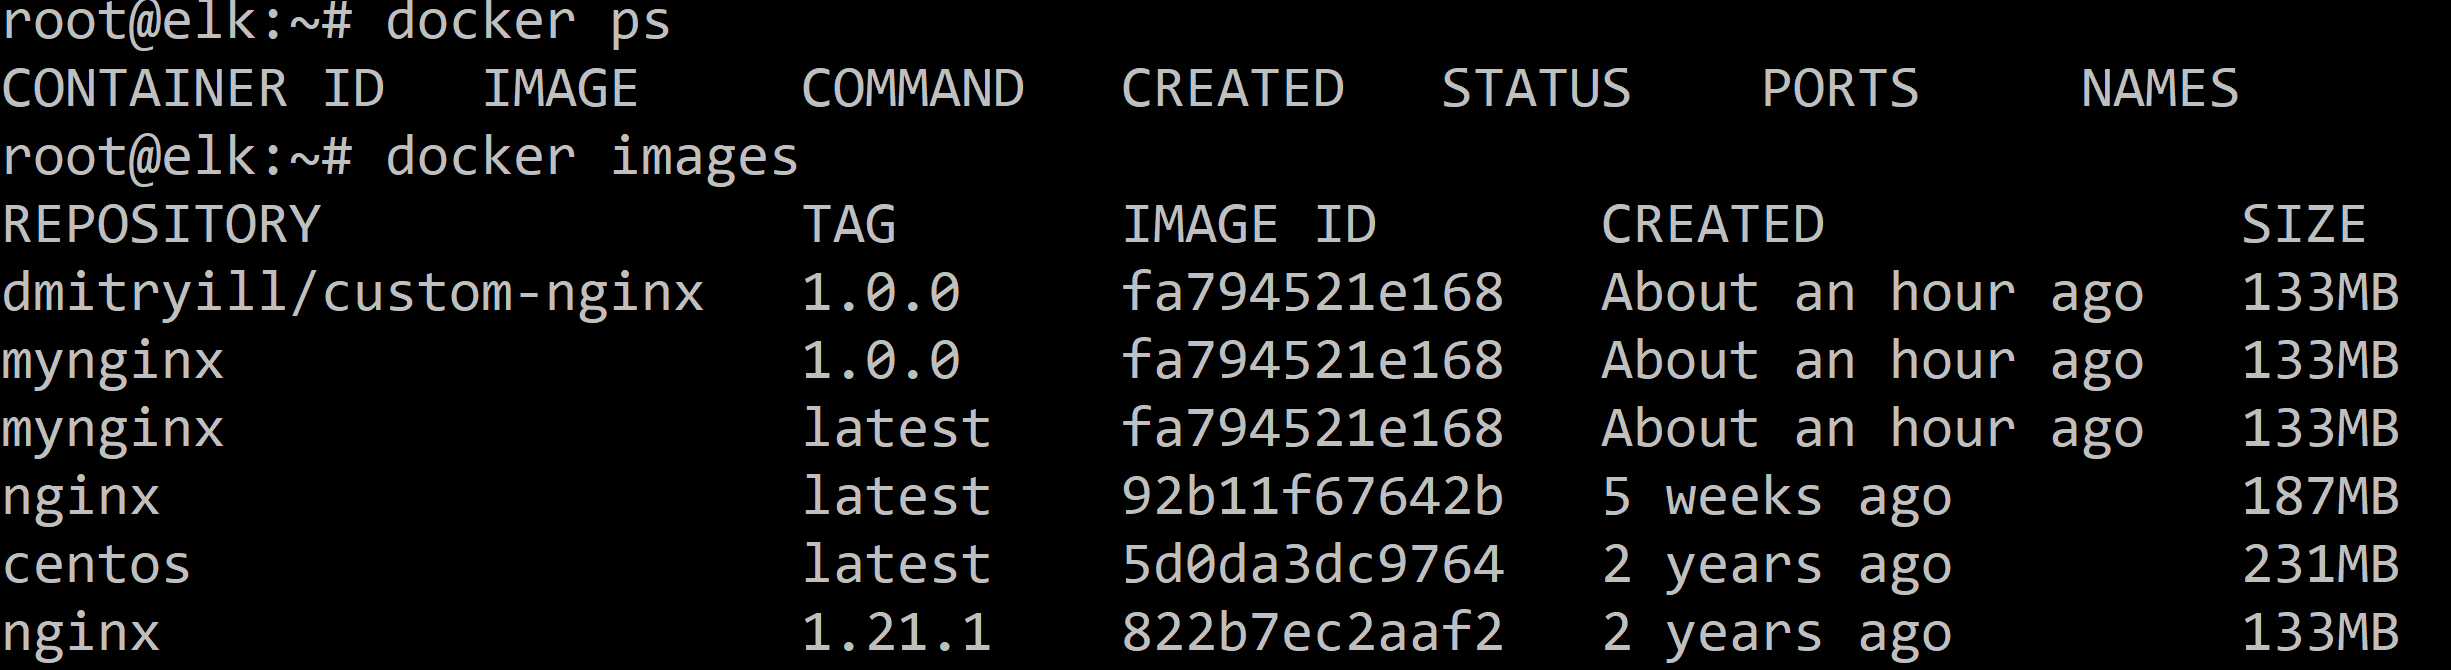 root@elk:~# docker ps
CONTAINER ID   IMAGE     COMMAND   CREATED   STATUS    PORTS     NAMES
root@elk:~# docker images
REPOSITORY               TAG       IMAGE ID       CREATED             SIZE
dmitryill/custom-nginx   1.0.0     fa794521e168   About an hour ago   133MB
mynginx                  1.0.0     fa794521e168   About an hour ago   133MB
mynginx                  latest    fa794521e168   About an hour ago   133MB
nginx                    latest    92b11f67642b   5 weeks ago         187MB
centos                   latest    5d0da3dc9764   2 years ago         231MB
nginx                    1.21.1    822b7ec2aaf2   2 years ago         133MB